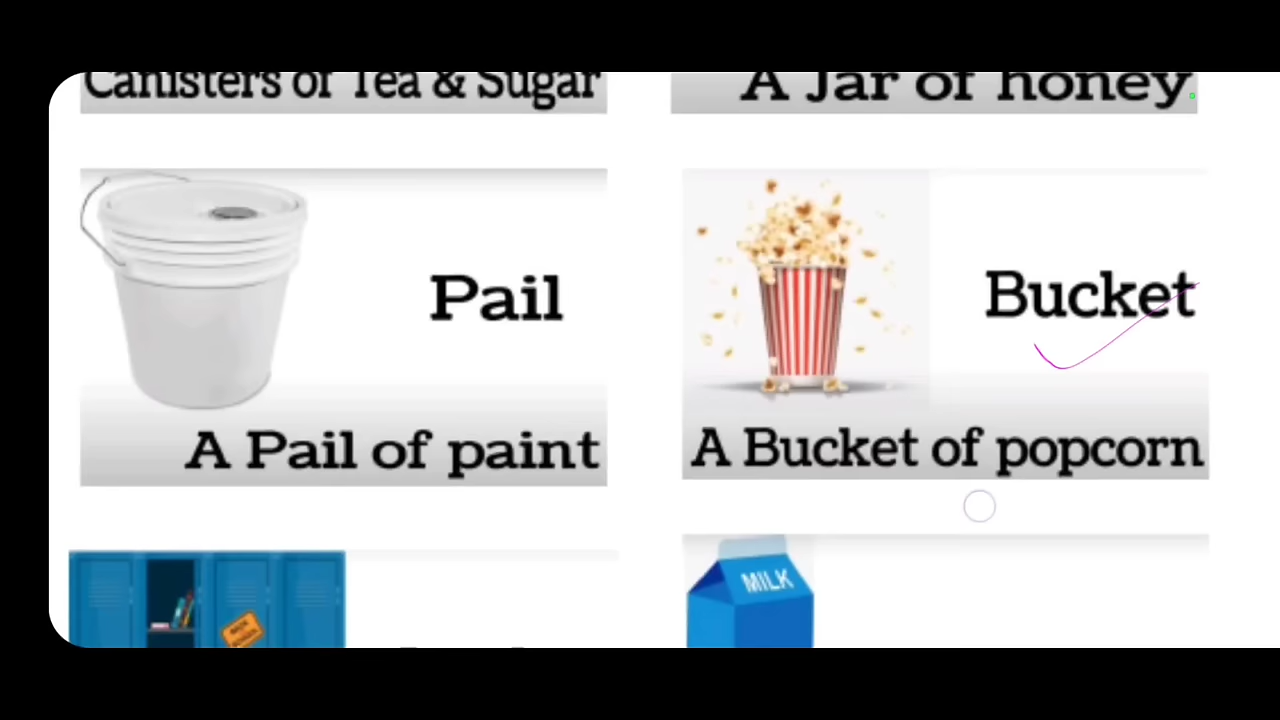 Canisters of Tea & Sugar
A Jar of honey.
Pail
Bucket
A Pail of paint
A Bucket of popcorn
MILK